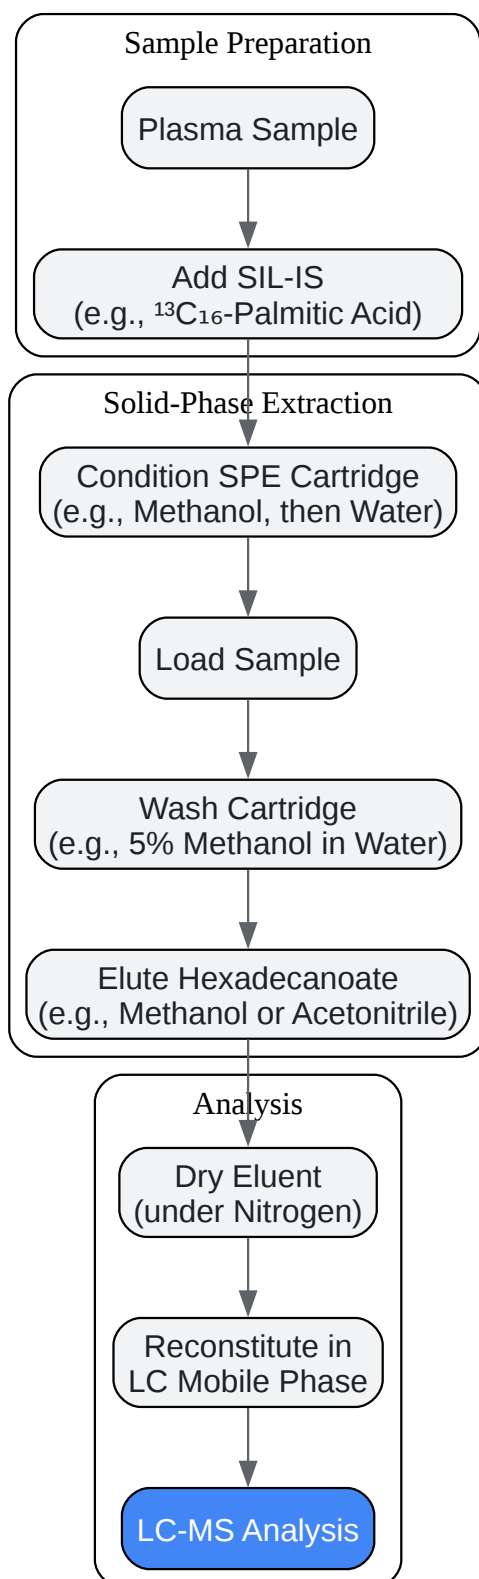 Sample Preparation
Plasma Sample
Add SIL-IS
(e.g., ¹³C₁₆-Palmitic Acid)
Solid-Phase Extraction
Condition SPE Cartridge
(e.g., Methanol, then Water)
Load Sample
Wash Cartridge
(e.g., 5% Methanol in Water)
Elute Hexadecanoate
(e.g., Methanol or Acetonitrile)
Analysis
Dry Eluent
(under Nitrogen)
Reconstitute in
LC Mobile Phase
LC-MS Analysis